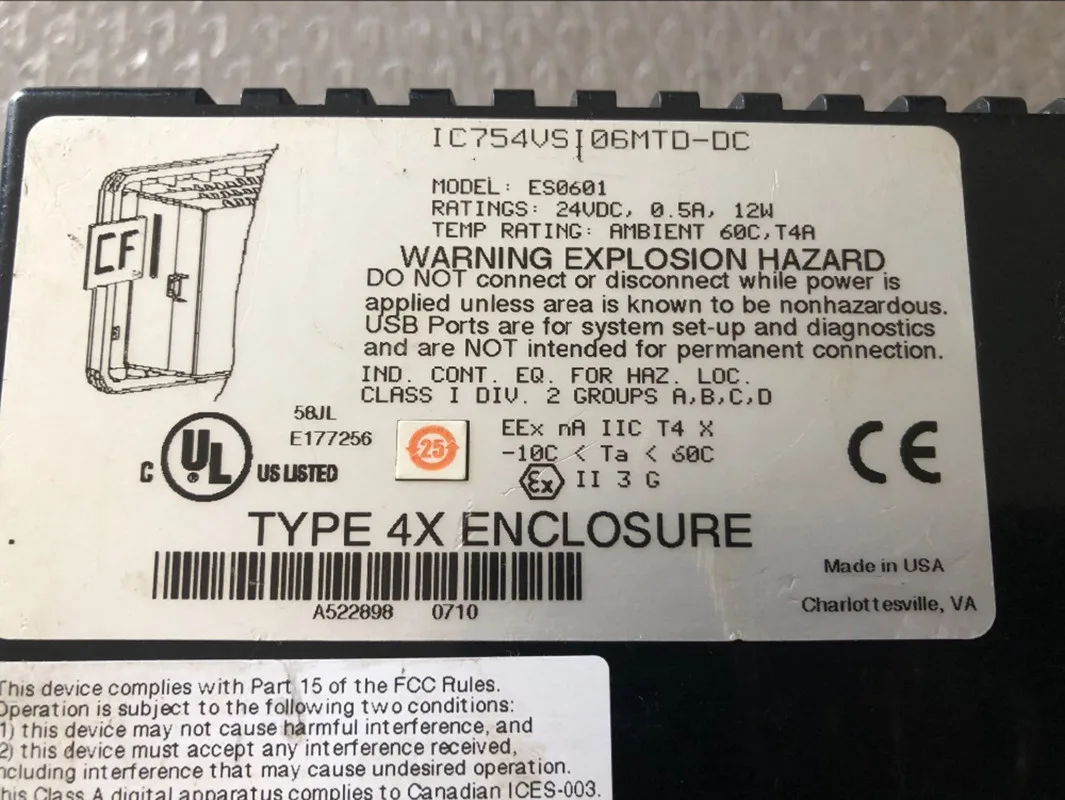 IC754VSI06MTD-DC
MODEL: ES0601
RATINGS: 24VDC, 0.5A, 12W
TEMP RATING: AMBIENT 60C,T4A
WARNING EXPLOSION HAZARD
DO NOT connect or disconnect while power is
applied unless area is known to be nonhazardous.
USB Ports are for system set-up and diagnostics
and are NOT intended for permanent connection.
IND. CONT. EQ. FOR HAZ. LOC.
CLASS I DIV. 2 GROUPS A,B,C,D
CF
58JL
E177256
C UL US LISTED
25
EEx nA IIC T4 X
-10C < Ta < 60C
Ex II 3 G
CE
TYPE 4X ENCLOSURE
A522898 0710
Made in USA
Charlottesville, VA
This device complies with Part 15 of the FCC Rules.
Operation is subject to the following two conditions:
1) this device may not cause harmful interference, and
2) this device must accept any interference received,
including interference that may cause undesired operation.
This Class A digital apparatus complies to Canadian ICES-003.